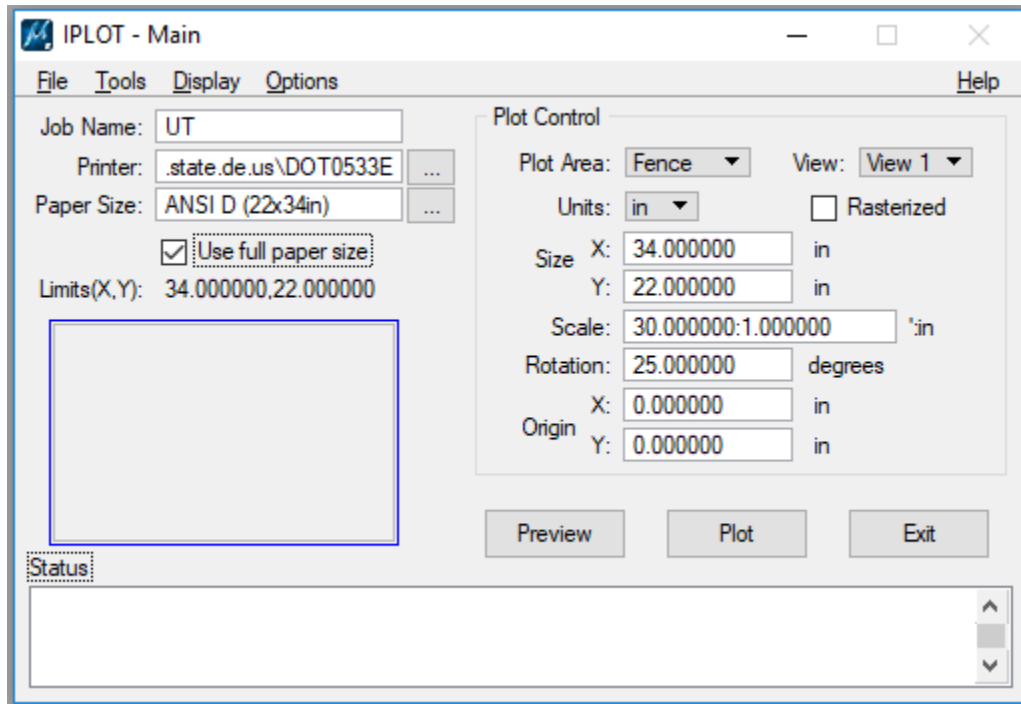 IPLOT - Main
File Tools Display Options Help
Job Name: UT
Printer: .state.de.us\DOT0533E ...
Paper Size: ANSI D (22x34in) ...
Use full paper size
Limits(X,Y): 34.000000,22.000000
Plot Control
Plot Area: Fence View: View 1
Units: in Rasterized
Size X: 34.000000 in
Y: 22.000000 in
Scale: 30.000000:1.000000 ':in
Rotation: 25.000000 degrees
Origin X: 0.000000 in
Y: 0.000000 in
Preview Plot Exit
Status